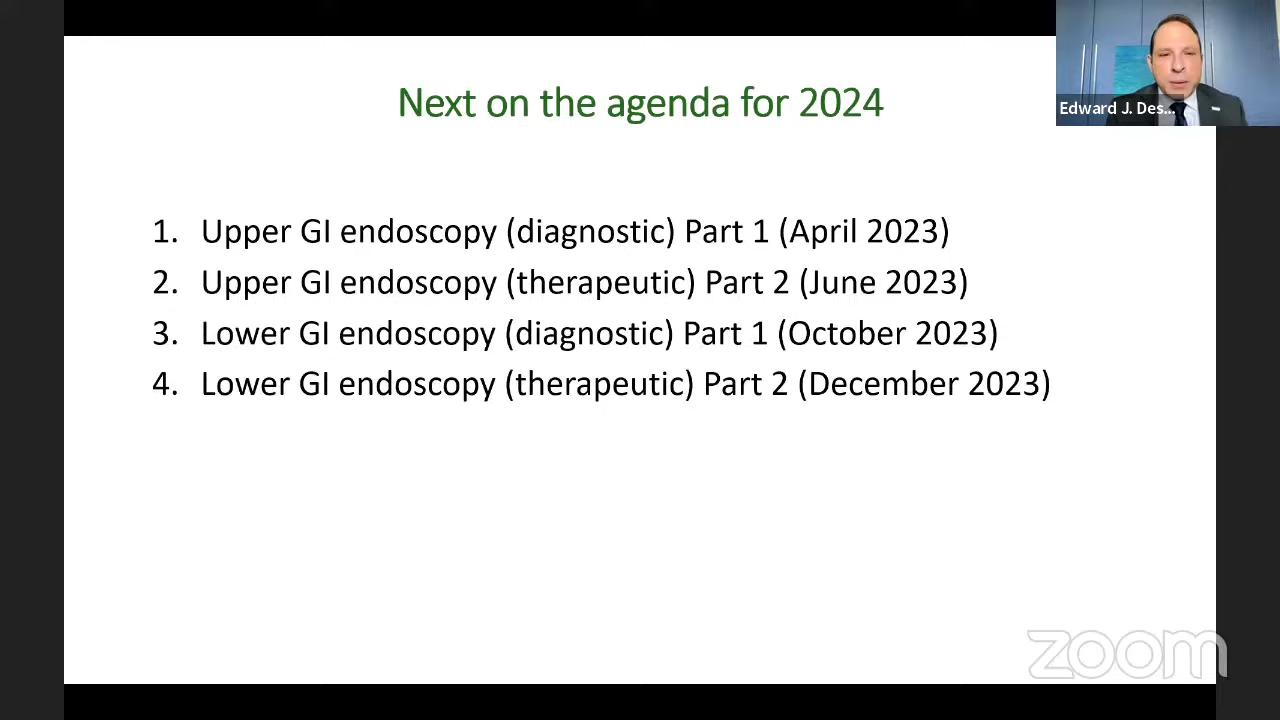 Next on the agenda for 2024
Edward J. Des...
1. Upper GI endoscopy (diagnostic) Part 1 (April 2023)
2. Upper GI endoscopy (therapeutic) Part 2 (June 2023)
3. Lower GI endoscopy (diagnostic) Part 1 (October 2023)
4. Lower GI endoscopy (therapeutic) Part 2 (December 2023)
zoom